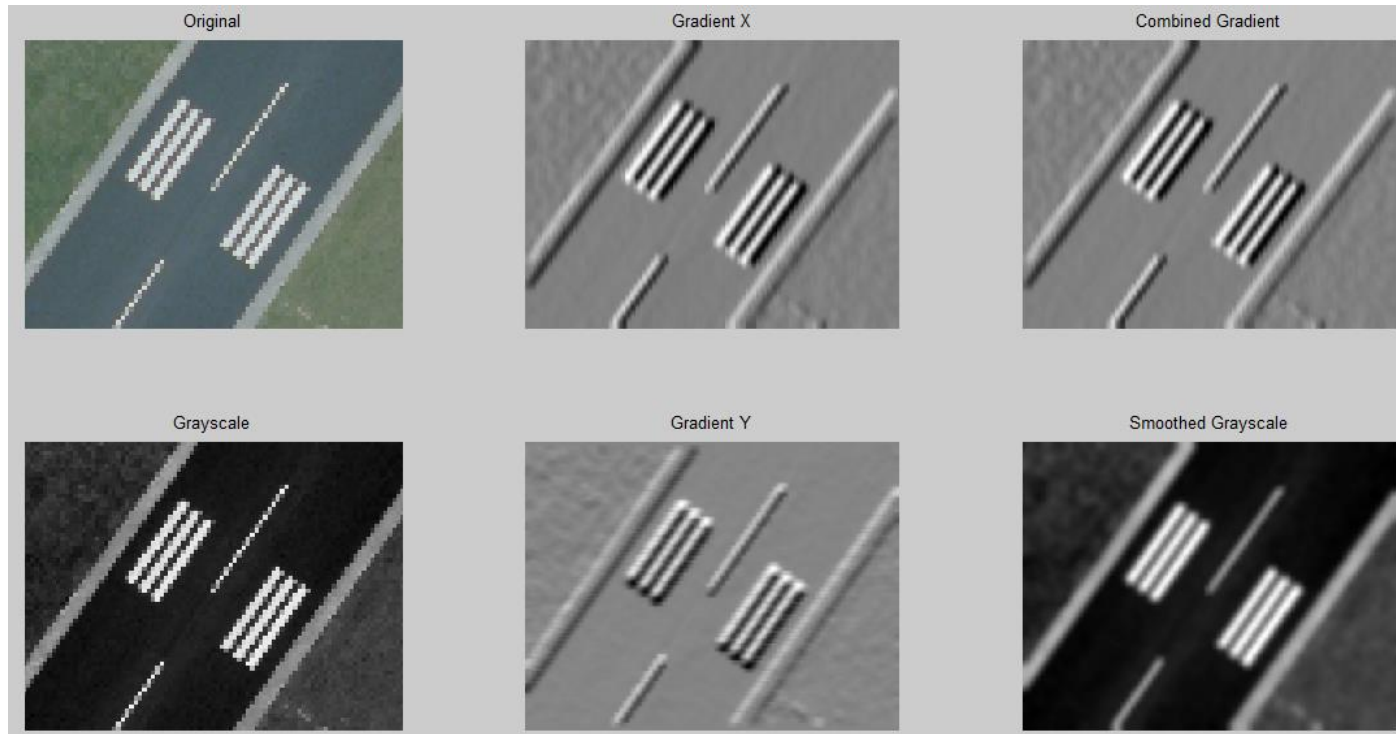 Original
Gradient X
Combined Gradient
Grayscale
Gradient Y
Smoothed Grayscale